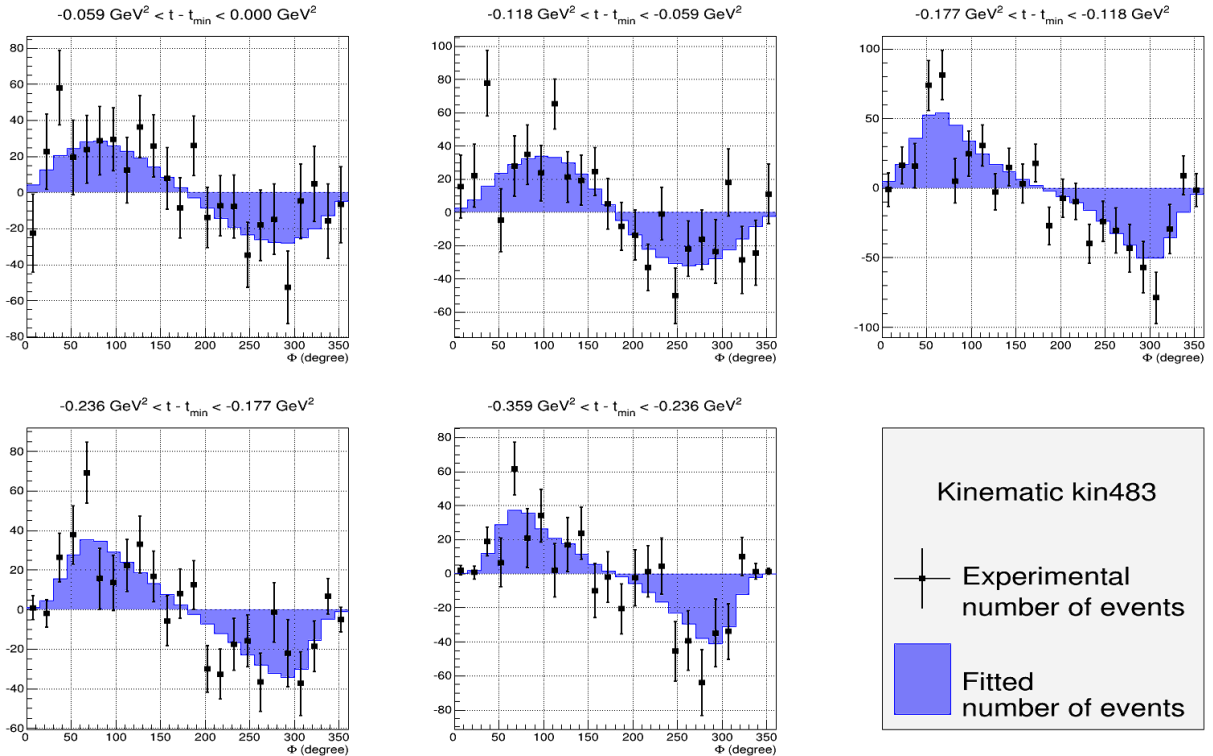 -0.059 GeV² < t - t_min < 0.000 GeV²
80
60
40
20
0
-20
-40
-60
-80
0 50 100 150 200 250 300 350
Φ (degree)
-0.118 GeV² < t - t_min < -0.059 GeV²
100
80
60
40
20
0
-20
-40
-60
0 50 100 150 200 250 300 350
Φ (degree)
-0.177 GeV² < t - t_min < -0.118 GeV²
100
50
0
-50
-100
0 50 100 150 200 250 300 350
Φ (degree)
-0.236 GeV² < t - t_min < -0.177 GeV²
80
60
40
20
0
-20
-40
-60
0 50 100 150 200 250 300 350
Φ (degree)
-0.359 GeV² < t - t_min < -0.236 GeV²
80
60
40
20
0
-20
-40
-60
-80
0 50 100 150 200 250 300 350
Φ (degree)
Kinematic kin483
Experimental
number of events
Fitted
number of events